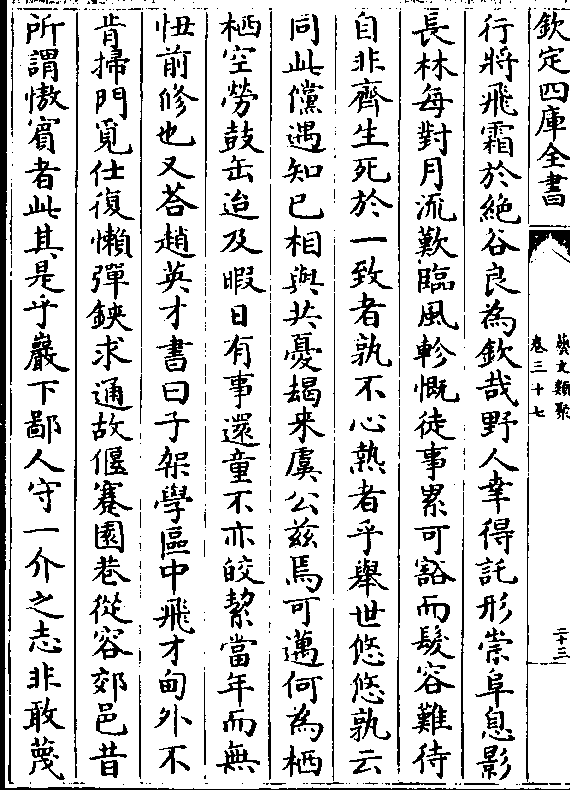 欽定四庫全書
藝文類聚
卷三十七
二十三
行將飛霜於絶谷良為欽哉野人幸得託形崇阜息影
長林每對月流歎臨風軫慨徒事累可豁而髮容難待
自非齊生死於一致者孰不心熱者乎舉世悠悠孰云
同此儻遇知已相與共憂朅来虞公兹焉可邁何為栖
栖空勞鼓缶迨及暇日有事還童不亦皎潔當年而無
忸前修也又荅趙英才書曰子架學區中飛才甸外不
肯掃門覓仕復懶彈鋏求通故偃蹇園巷從容郊邑昔
所謂慠賓者此其是乎巖下鄙人守一介之志非敢蔑